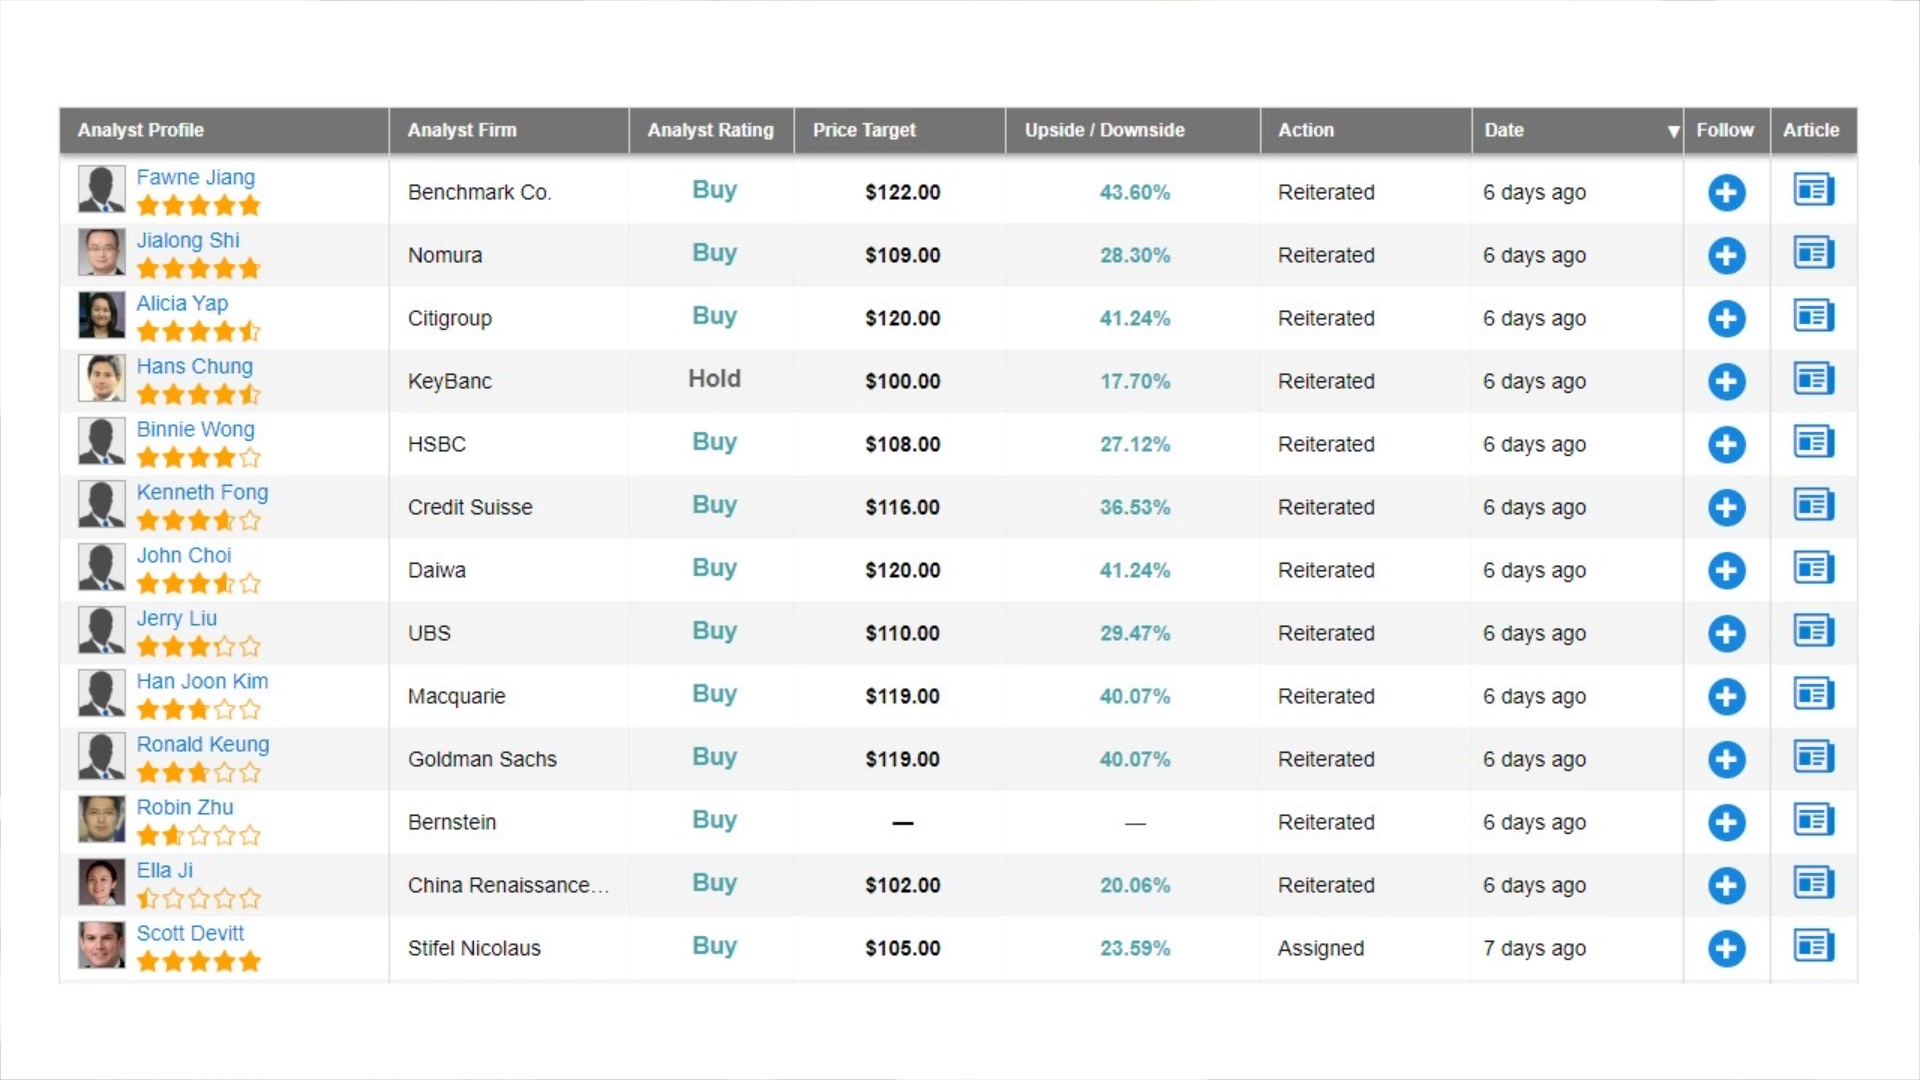 Analyst Profile Analyst Firm Analyst Rating Price Target Upside / Downside Action Date ▼ Follow Article
Fawne Jiang Benchmark Co. Buy $122.00 43.60% Reiterated 6 days ago
Jialong Shi Nomura Buy $109.00 28.30% Reiterated 6 days ago
Alicia Yap Citigroup Buy $120.00 41.24% Reiterated 6 days ago
Hans Chung KeyBanc Hold $100.00 17.70% Reiterated 6 days ago
Binnie Wong HSBC Buy $108.00 27.12% Reiterated 6 days ago
Kenneth Fong Credit Suisse Buy $116.00 36.53% Reiterated 6 days ago
John Choi Daiwa Buy $120.00 41.24% Reiterated 6 days ago
Jerry Liu UBS Buy $110.00 29.47% Reiterated 6 days ago
Han Joon Kim Macquarie Buy $119.00 40.07% Reiterated 6 days ago
Ronald Keung Goldman Sachs Buy $119.00 40.07% Reiterated 6 days ago
Robin Zhu Bernstein Buy — — Reiterated 6 days ago
Ella Ji China Renaissance... Buy $102.00 20.06% Reiterated 6 days ago
Scott Devitt Stifel Nicolaus Buy $105.00 23.59% Assigned 7 days ago